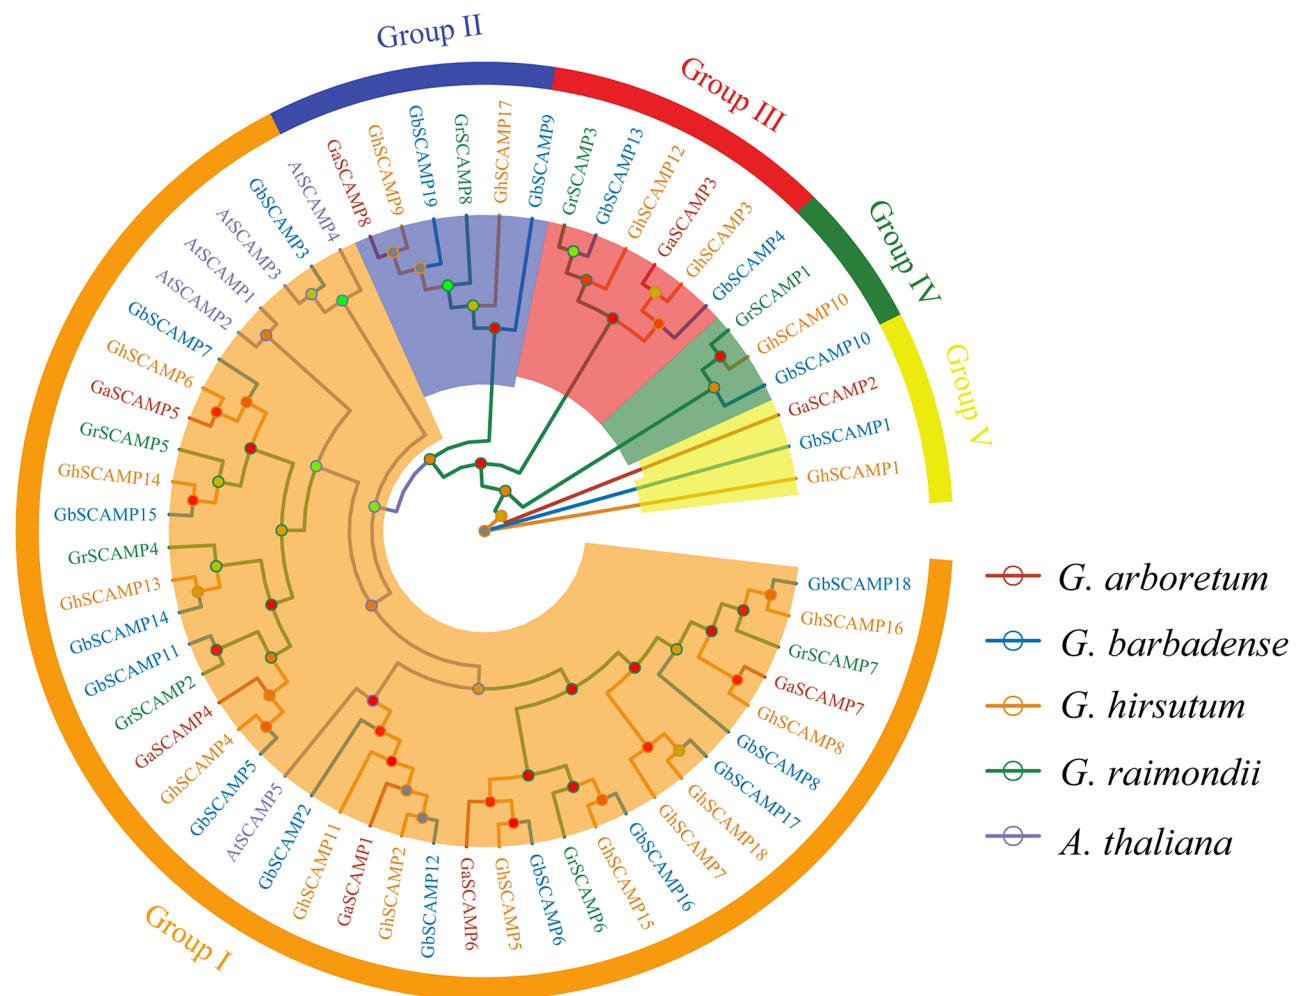 Group II
Group III
Group IV
Group V
Group I
AtSCAMP4
GaSCAMP8
GhSCAMP9
GbSCAMP19
GrSCAMP8
GhSCAMP17
GbSCAMP9
GrSCAMP3
GbSCAMP13
GhSCAMP12
GaSCAMP3
GhSCAMP3
GbSCAMP4
GrSCAMP1
GhSCAMP10
GbSCAMP10
GaSCAMP2
GbSCAMP1
GhSCAMP1
GbSCAMP18
GhSCAMP16
GrSCAMP7
GaSCAMP7
GhSCAMP8
GbSCAMP8
GbSCAMP17
GhSCAMP18
GhSCAMP7
GbSCAMP16
GhSCAMP15
GrSCAMP6
GbSCAMP6
GhSCAMP5
GaSCAMP6
GbSCAMP12
GhSCAMP2
GaSCAMP1
GhSCAMP11
GbSCAMP2
AtSCAMP5
GbSCAMP5
GhSCAMP4
GaSCAMP4
GrSCAMP2
GbSCAMP11
GbSCAMP14
GhSCAMP13
GrSCAMP4
GbSCAMP15
GhSCAMP14
GrSCAMP5
GaSCAMP5
GhSCAMP6
GbSCAMP7
AtSCAMP2
AtSCAMP1
AtSCAMP3
GbSCAMP3
G. arboretum
G. barbadense
G. hirsutum
G. raimondii
A. thaliana